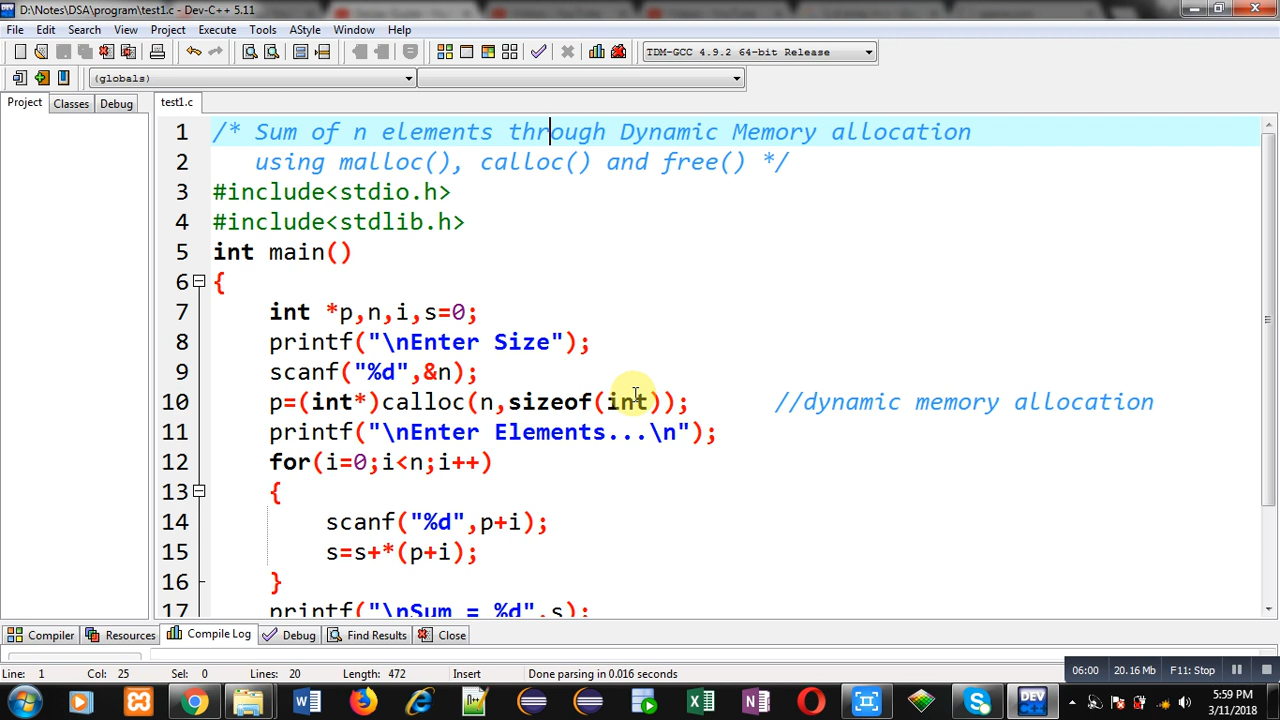 D:\Notes\DSA\program\test1.c - Dev-C++ 5.11
File Edit Search View Project Execute Tools AStyle Window Help
TDM-GCC 4.9.2 64-bit Release
(globals)
Project Classes Debug test1.c
1 /* Sum of n elements through Dynamic Memory allocation
2 using malloc(), calloc() and free() */
3 #include<stdio.h>
4 #include<stdlib.h>
5 int main()
6 {
7 int *p,n,i,s=0;
8 printf("\nEnter Size");
9 scanf("%d",&n);
10 p=(int*)calloc(n,sizeof(int)); //dynamic memory allocation
11 printf("\nEnter Elements...\n");
12 for(i=0;i<n;i++)
13 {
14 scanf("%d",p+i);
15 s=s+*(p+i);
16 }
17 printf("\nSum = %d",s);
Compiler Resources Compile Log Debug Find Results Close
Line: 1 Col: 25 Sel: 0 Lines: 20 Length: 472 Insert Done parsing in 0.016 seconds
06:00 20.16 Mb F11: Stop
DEV
5:59 PM
3/11/2018